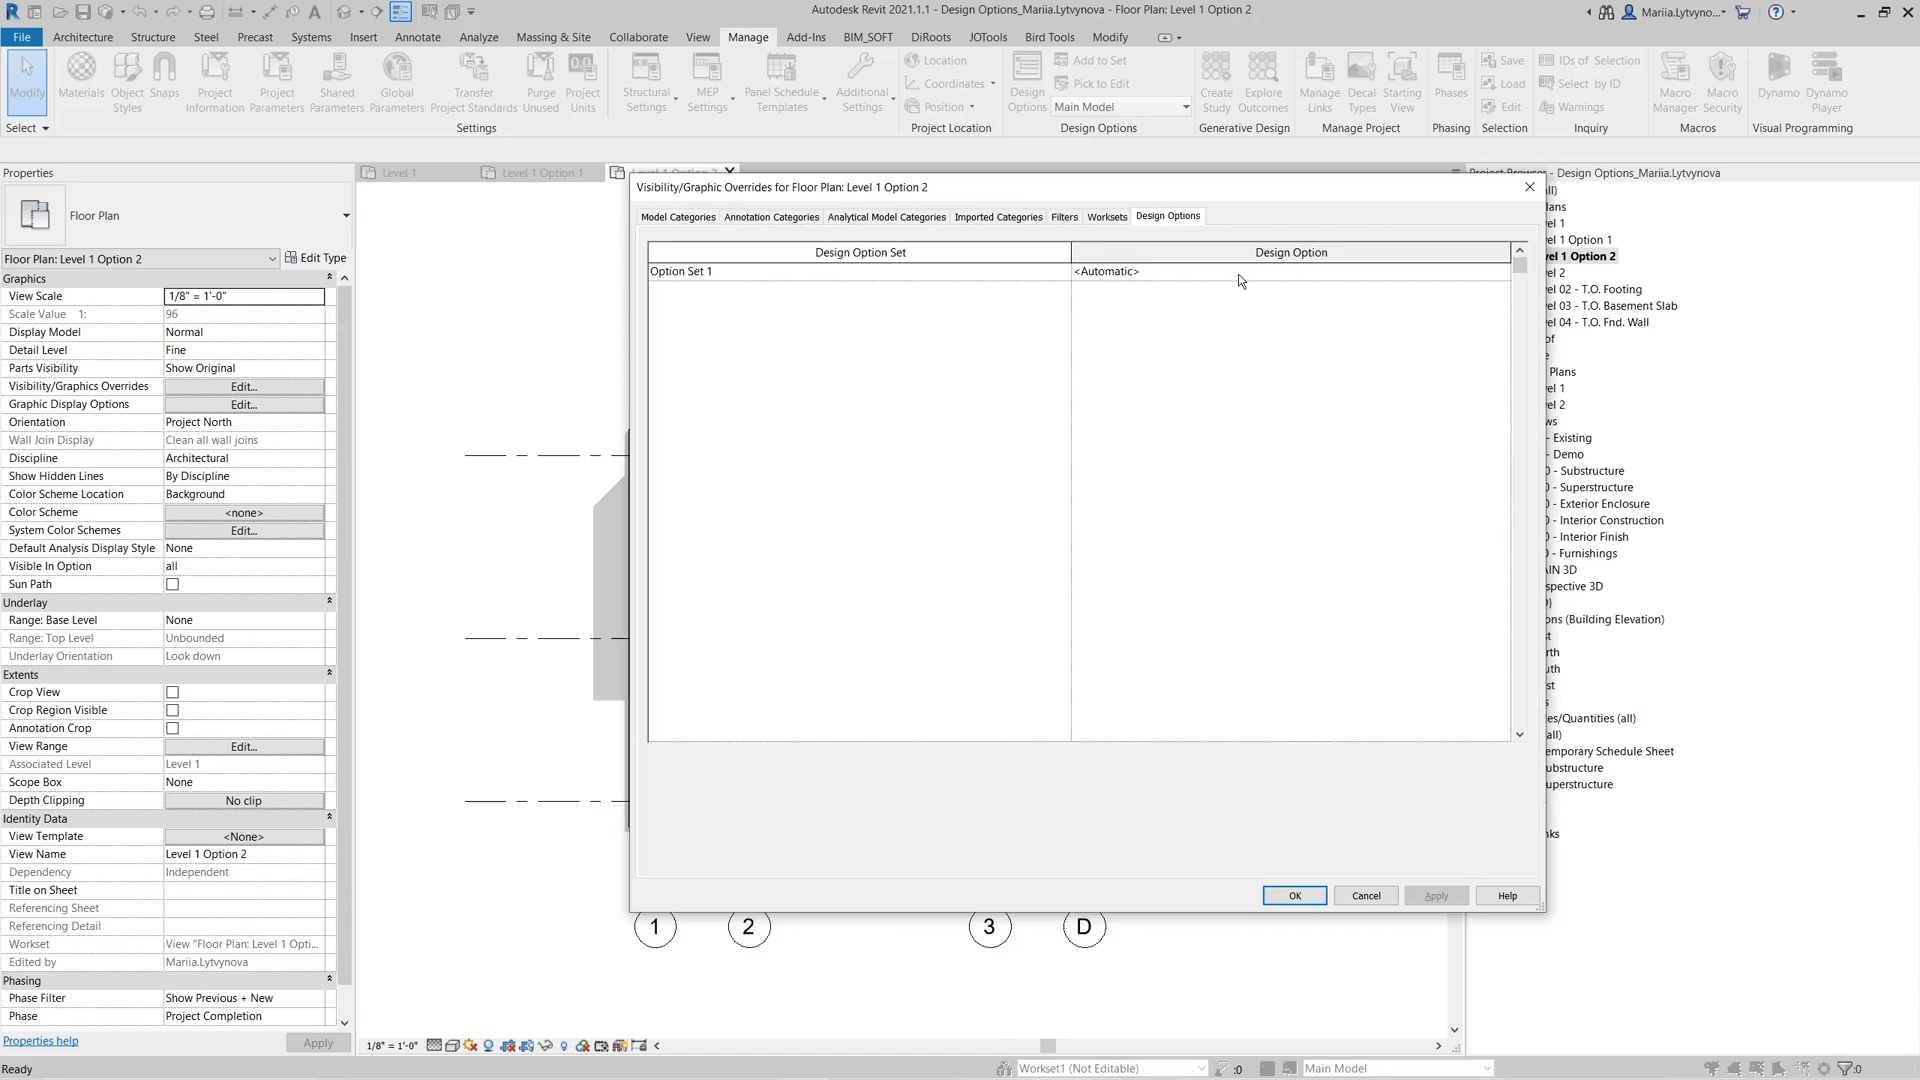 Autodesk Revit 2021.1.1 - Design Options_Mariia.Lytvynova - Floor Plan: Level 1 Option 2
Mariia.Lytvyno...
File Architecture Structure Steel Precast Systems Insert Annotate Analyze Massing & Site Collaborate View Manage Add-Ins BIM_SOFT DiRoots JOTools Bird Tools Modify
Modify
Materials
Object Styles
Snaps
Project Information
Project Parameters
Shared Parameters
Global Parameters
Transfer Project Standards
Purge Unused
Project Units
Structural Settings
MEP Settings
Panel Schedule Templates
Additional Settings
Location
Coordinates
Position
Design Options
Add to Set
Pick to Edit
Main Model
Create Study
Explore Outcomes
Manage Links
Decal Types
Starting View
Phases
Save
Load
Edit
IDs of Selection
Select by ID
Warnings
Macro Manager
Macro Security
Dynamo
Dynamo Player
Select
Settings
Project Location
Design Options
Generative Design
Manage Project
Phasing
Selection
Inquiry
Macros
Visual Programming
Properties
Floor Plan
Floor Plan: Level 1 Option 2
Edit Type
Graphics
View Scale 1/8" = 1'-0"
Scale Value 1: 96
Display Model Normal
Detail Level Fine
Parts Visibility Show Original
Visibility/Graphics Overrides Edit...
Graphic Display Options Edit...
Orientation Project North
Wall Join Display Clean all wall joins
Discipline Architectural
Show Hidden Lines By Discipline
Color Scheme Location Background
Color Scheme <none>
System Color Schemes Edit...
Default Analysis Display Style None
Visible In Option all
Sun Path
Underlay
Range: Base Level None
Range: Top Level Unbounded
Underlay Orientation Look down
Extents
Crop View
Crop Region Visible
Annotation Crop
View Range Edit...
Associated Level Level 1
Scope Box None
Depth Clipping No clip
Identity Data
View Template <None>
View Name Level 1 Option 2
Dependency Independent
Title on Sheet
Referencing Sheet
Referencing Detail
Workset View "Floor Plan: Level 1 Opti...
Edited by Mariia.Lytvynova
Phasing
Phase Filter Show Previous + New
Phase Project Completion
Properties help Apply
Level 1
Level 1 Option 1
Visibility/Graphic Overrides for Floor Plan: Level 1 Option 2
Model Categories Annotation Categories Analytical Model Categories Imported Categories Filters Worksets Design Options
Design Option Set Design Option
Option Set 1 <Automatic>
OK Cancel Apply Help
1 2 3 D
- Design Options_Mariia.Lytvynova
ll)
lans
vel 1
el 1 Option 1
vel 1 Option 2
vel 2
el 02 - T.O. Footing
el 03 - T.O. Basement Slab
el 04 - T.O. Fnd. Wall
of
e
Plans
vel 1
vel 2
ws
- Existing
- Demo
0 - Substructure
0 - Superstructure
0 - Exterior Enclosure
0 - Interior Construction
0 - Interior Finish
0 - Furnishings
AIN 3D
spective 3D
ons (Building Elevation)
st
rth
uth
st
s
es/Quantities (all)
all)
emporary Schedule Sheet
ubstructure
uperstructure
nks
1/8" = 1'-0"
Ready
Workset1 (Not Editable)
:0
Main Model
:0